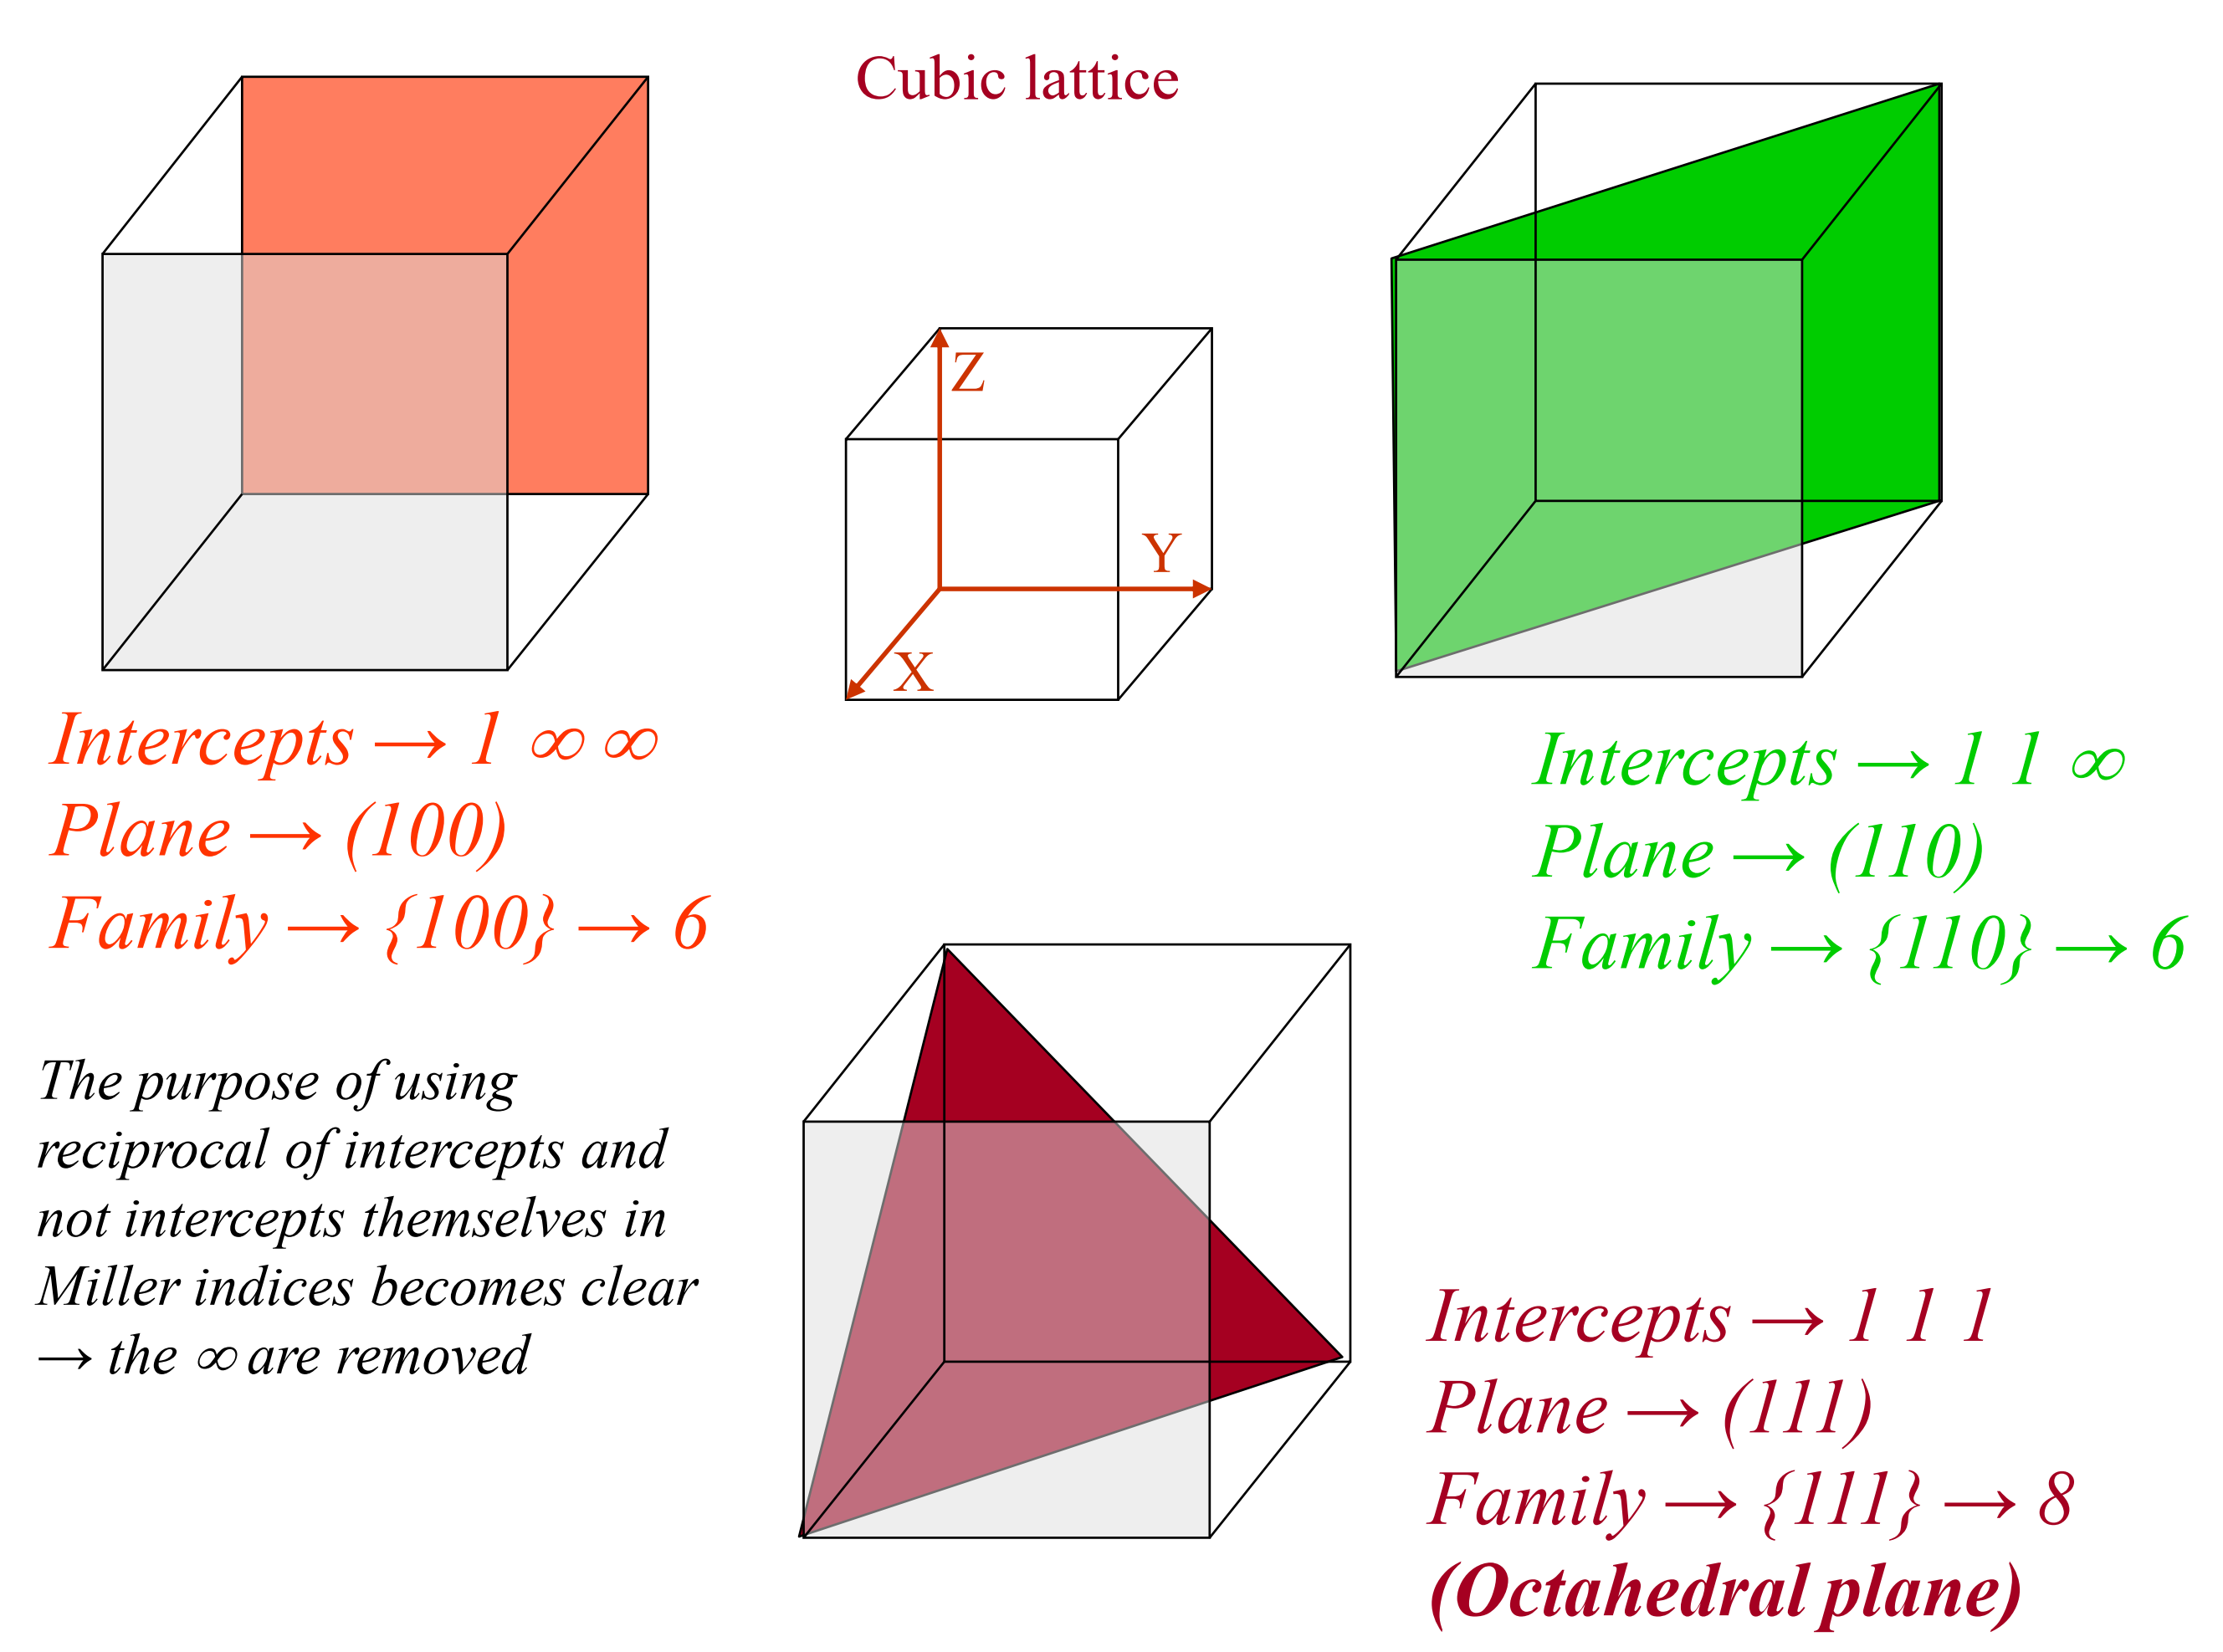 Cubic lattice
Z
Y
X
Intercepts → 1 ∞ ∞
Plane → (100)
Family → {100} → 6
Intercepts → 1 1 ∞
Plane → (110)
Family → {110} → 6
The purpose of using
reciprocal of intercepts and
not intercepts themselves in
Miller indices becomes clear
→ the ∞ are removed
Intercepts → 1 1 1
Plane → (111)
Family → {111} → 8
(Octahedral plane)